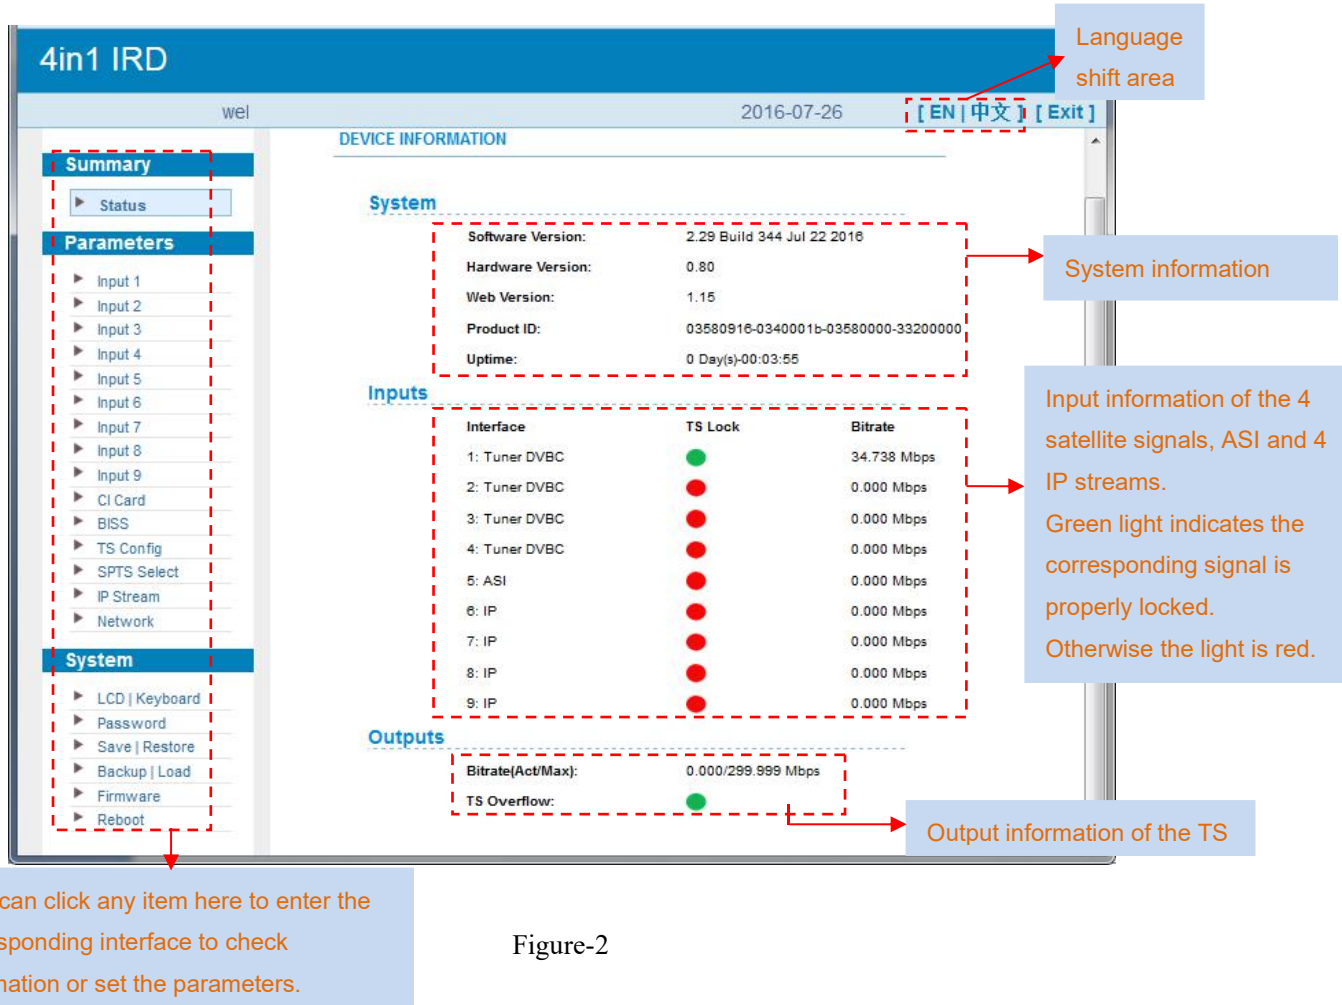 Language
shift area
4in1 IRD
wel 2016-07-26 [ EN | 中文 ] [ Exit ]
DEVICE INFORMATION
Summary
Status
Parameters
Input 1
Input 2
Input 3
Input 4
Input 5
Input 6
Input 7
Input 8
Input 9
CI Card
BISS
TS Config
SPTS Select
IP Stream
Network
System
LCD | Keyboard
Password
Save | Restore
Backup | Load
Firmware
Reboot
System
Software Version: 2.29 Build 344 Jul 22 2016
Hardware Version: 0.80
Web Version: 1.15
Product ID: 03580916-0340001b-03580000-33200000
Uptime: 0 Day(s)-00:03:55
System information
Inputs
Interface TS Lock Bitrate
1: Tuner DVBC 34.738 Mbps
2: Tuner DVBC 0.000 Mbps
3: Tuner DVBC 0.000 Mbps
4: Tuner DVBC 0.000 Mbps
5: ASI 0.000 Mbps
6: IP 0.000 Mbps
7: IP 0.000 Mbps
8: IP 0.000 Mbps
9: IP 0.000 Mbps
Input information of the 4
satellite signals, ASI and 4
IP streams.
Green light indicates the
corresponding signal is
properly locked.
Otherwise the light is red.
Outputs
Bitrate(Act/Max): 0.000/299.999 Mbps
TS Overflow:
Output information of the TS
can click any item here to enter the
sponding interface to check
mation or set the parameters.
Figure-2